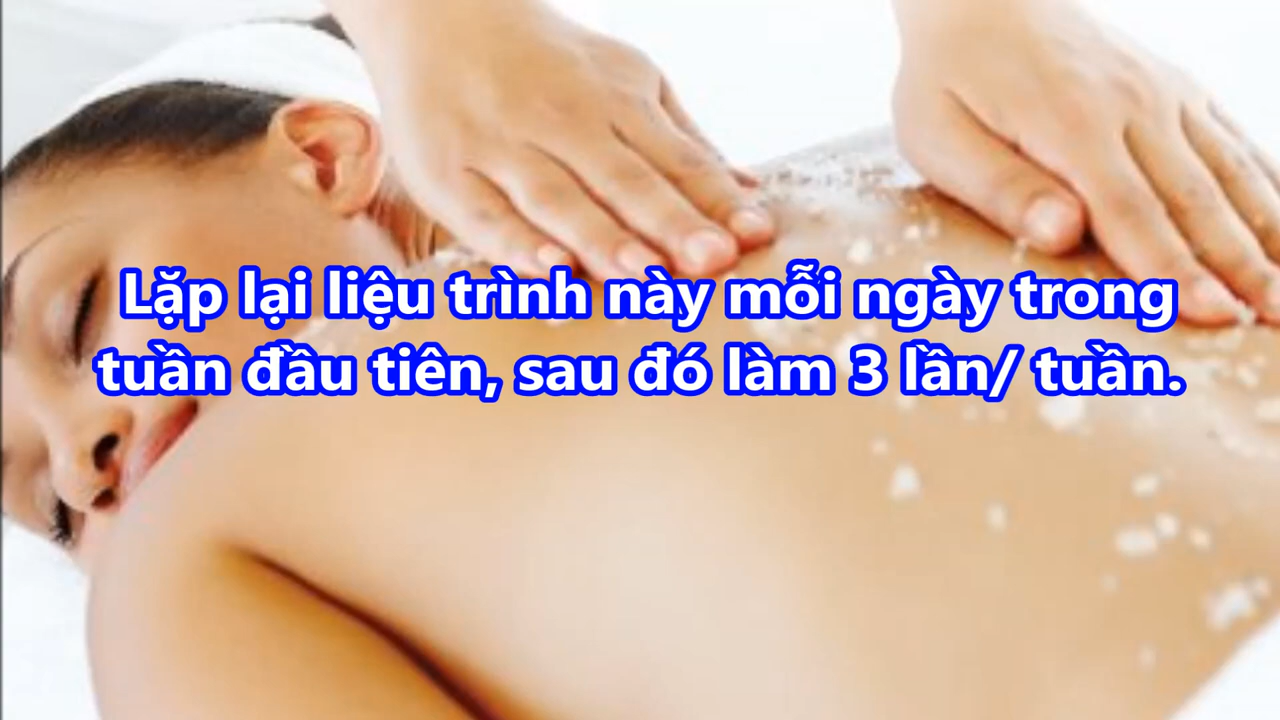 Lặp lại liệu trình này mỗi ngày trong
tuần đầu tiên, sau đó làm 3 lần/ tuần.